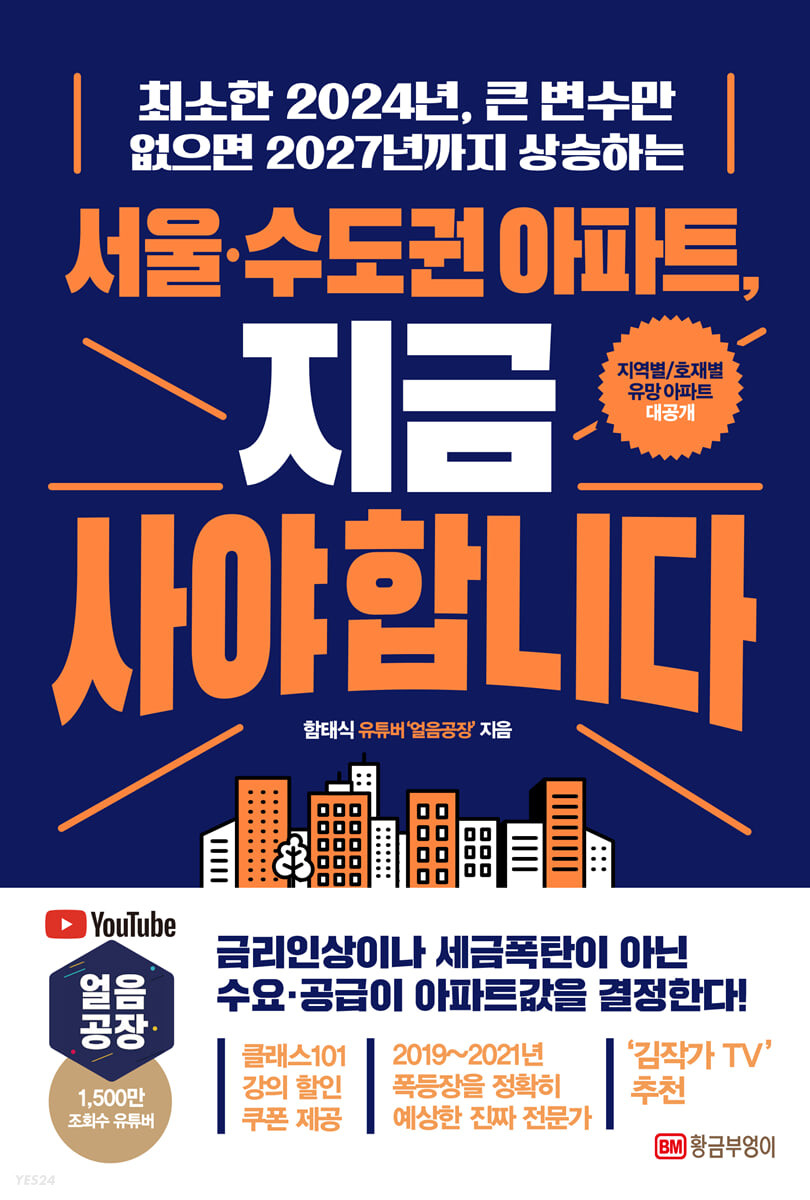 최소한 2024년, 큰 변수만
없으면 2027년까지 상승하는
서울·수도권 아파트,
지금
지역별/호재별
유망 아파트
대공개
사야 합니다
함태식 유튜버 '얼음공장' 지음
YouTube
얼음
공장
1,500만
조회수 유튜버
금리인상이나 세금폭탄이 아닌
수요·공급이 아파트값을 결정한다!
클래스101
강의 할인
쿠폰 제공
2019~2021년
폭등장을 정확히
예상한 진짜 전문가
'김작가 TV'
추천
BM 황금부엉이
YES24